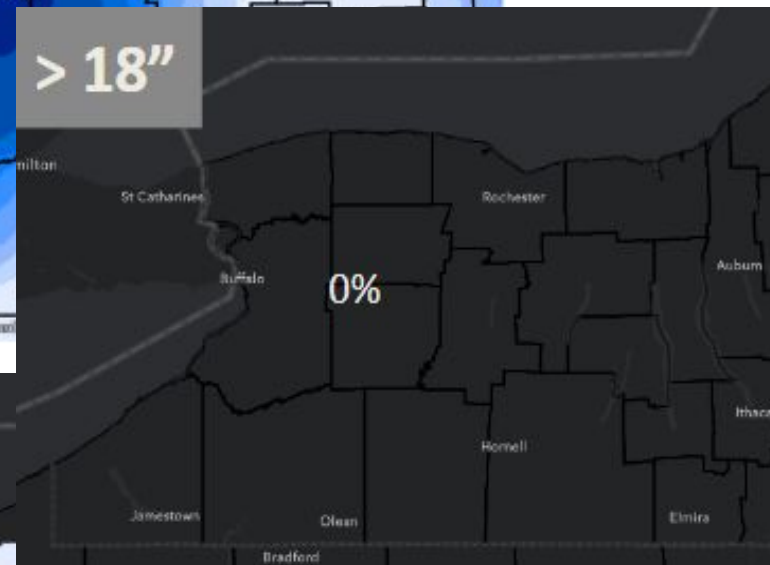 > 18”
milton
St Catharines
Rochester
Auburn
Buffalo
0%
Ithaca
Hornell
Jamestown
Olean
Elmira
Bradford